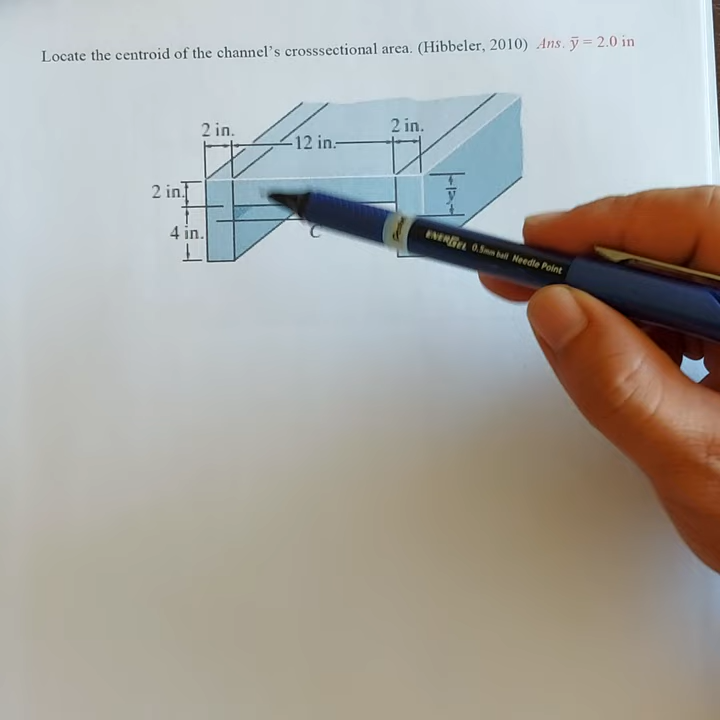 Locate the centroid of the channel's crosssectional area. (Hibbeler, 2010) Ans. ȳ = 2.0 in
2 in.
12 in.
2 in.
2 in.
y
4 in.
C
Pentel ENERGEL 0.5mm ball Needle Point